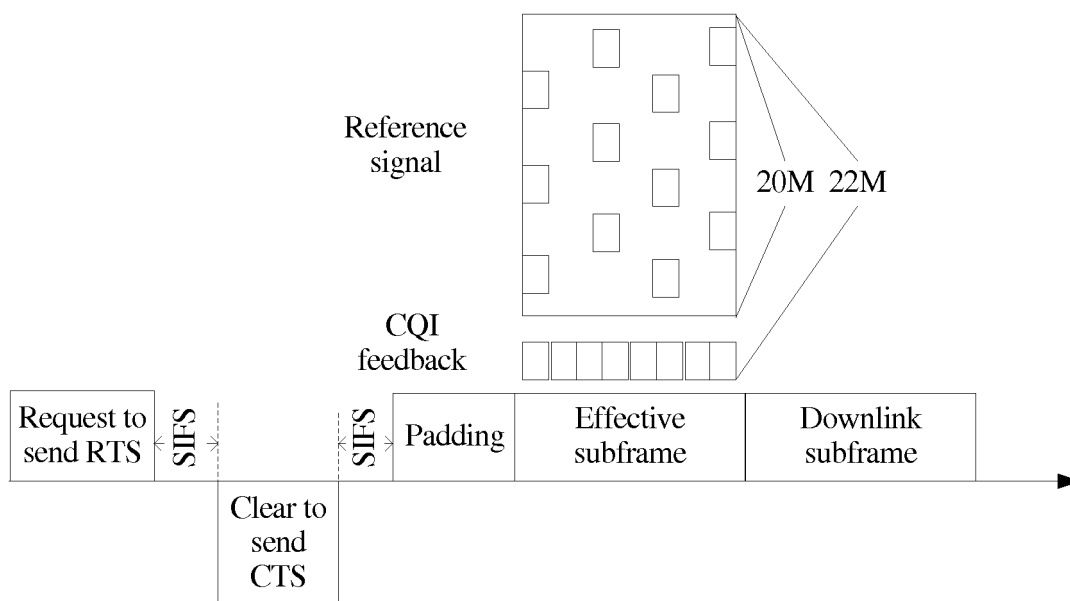 Reference
signal
20M 22M
CQI
feedback
Request to
send RTS
SIFS
Clear to
send
CTS
SIFS
Padding
Effective
subframe
Downlink
subframe